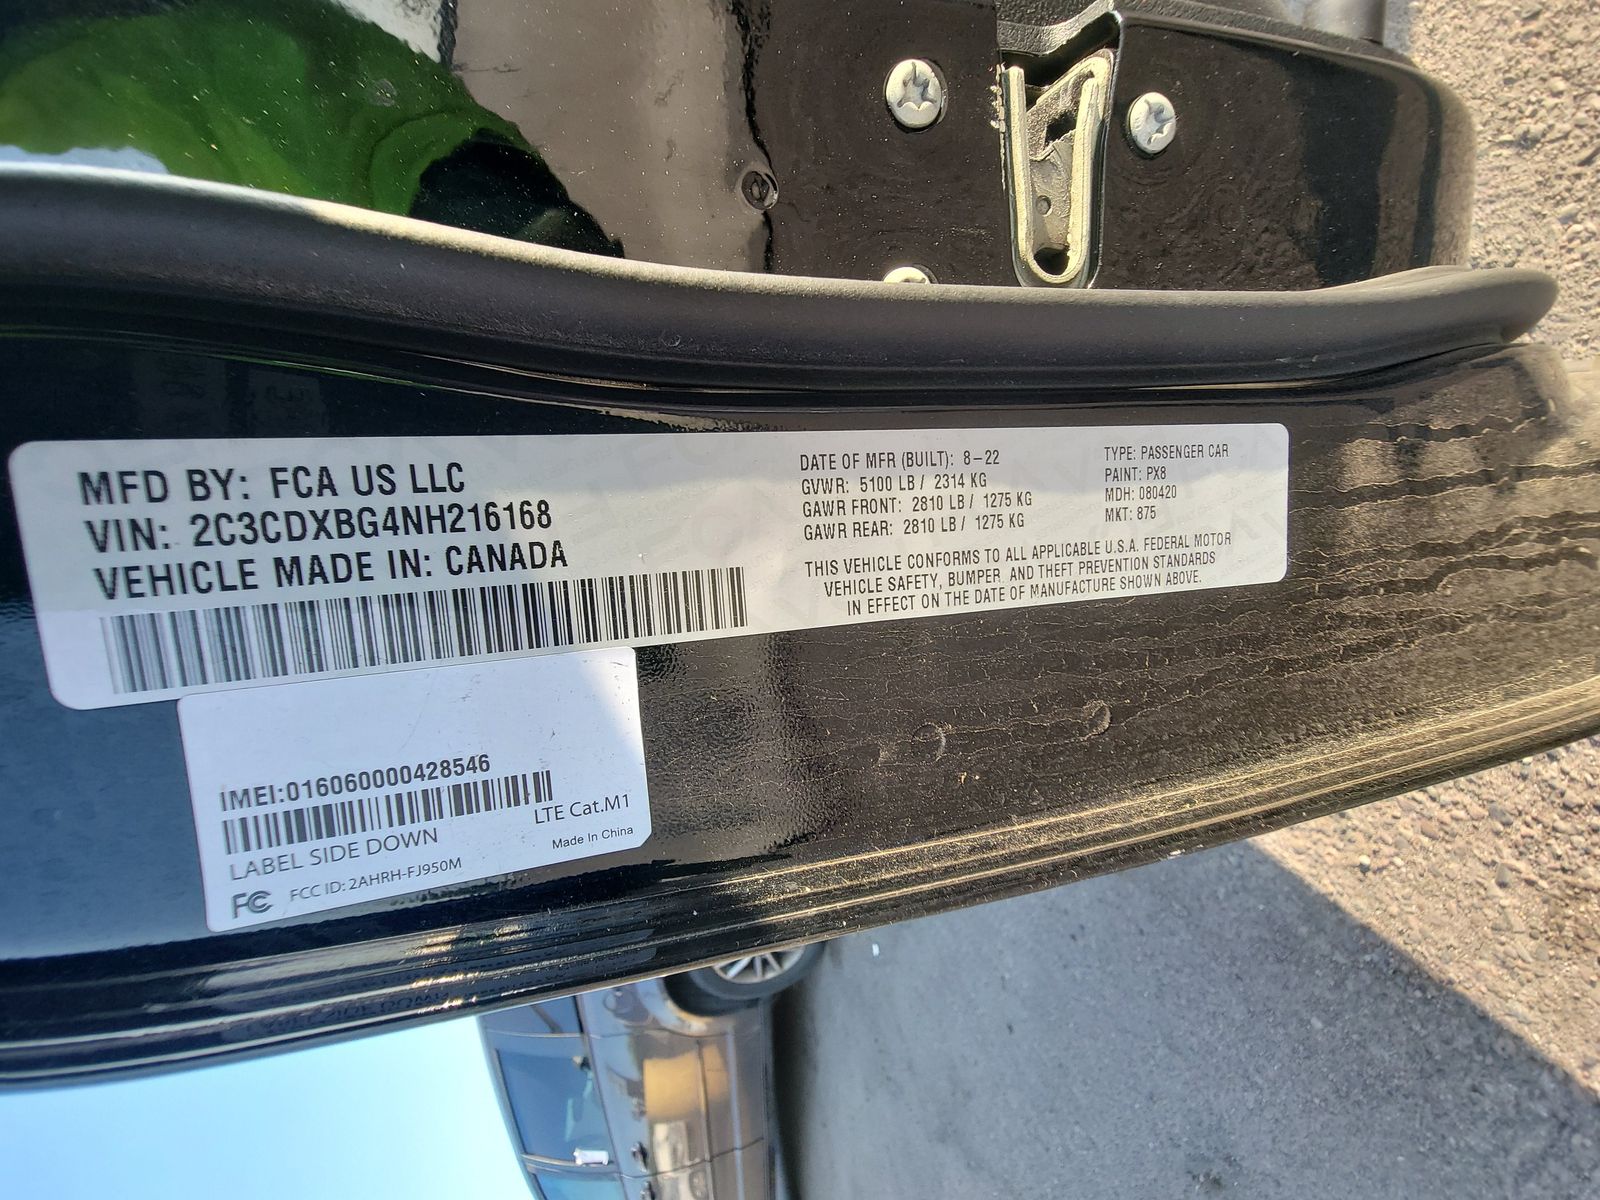 MFD BY: FCA US LLC
VIN: 2C3CDXBG4NH216168
VEHICLE MADE IN: CANADA
DATE OF MFR (BUILT): 8-22
GVWR: 5100 LB / 2314 KG
GAWR FRONT: 2810 LB / 1275 KG
GAWR REAR: 2810 LB / 1275 KG
TYPE: PASSENGER CAR
PAINT: PX8
MDH: 080420
MKT: 875
THIS VEHICLE CONFORMS TO ALL APPLICABLE U.S.A. FEDERAL MOTOR
VEHICLE SAFETY, BUMPER, AND THEFT PREVENTION STANDARDS
IN EFFECT ON THE DATE OF MANUFACTURE SHOWN ABOVE.
IMEI:016060000428546
LTE Cat.M1
LABEL SIDE DOWN
Made In China
FC FCC ID: 2AHRH-FJ950M